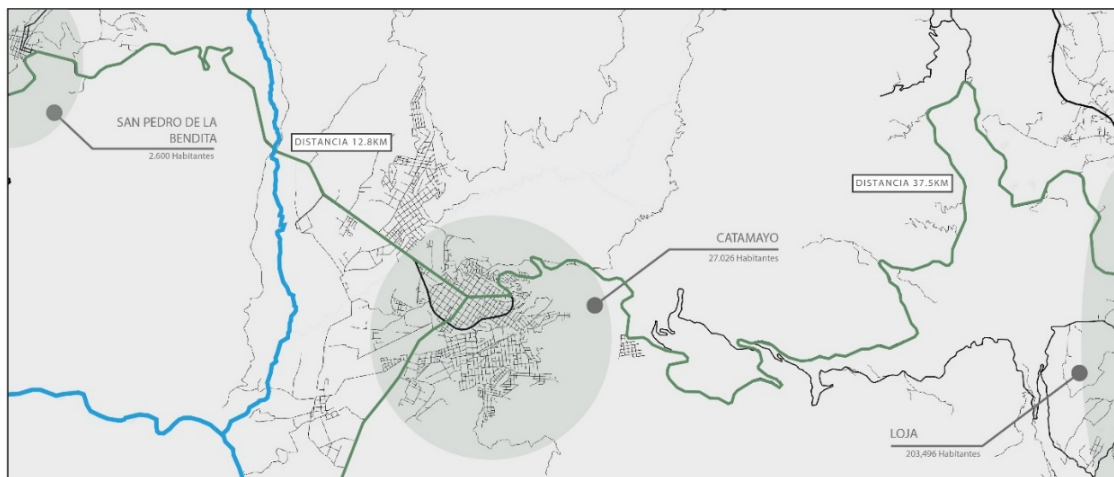 SAN PEDRO DE LA
BENDITA
2.600 Habitantes
DISTANCIA 12.8KM
DISTANCIA 37.5KM
CATAMAYO
27.026 Habitantes
LOJA
203,496 Habitantes